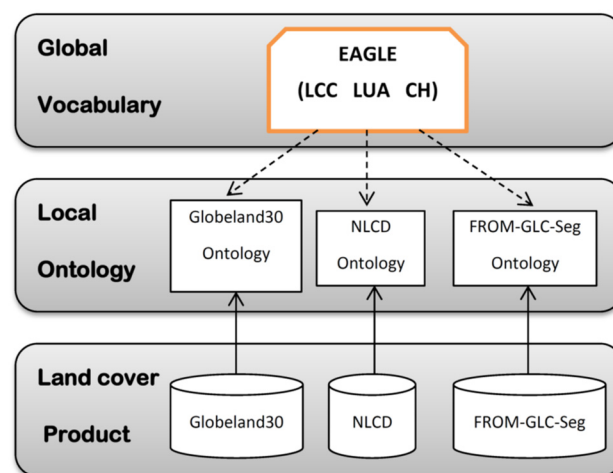 Global
Vocabulary
EAGLE
(LCC LUA CH)
Local
Ontology
Globeland30
Ontology
NLCD
Ontology
FROM-GLC-Seg
Ontology
Land cover
Product
Globeland30
NLCD
FROM-GLC-Seg